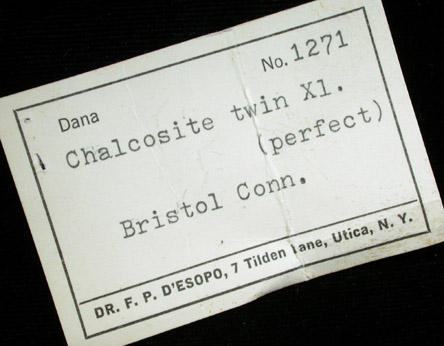 No. 1271
Dana
Chalcosite twin Xl.
(perfect)
Bristol Conn.
DR. F. P. D'ESOPO, 7 Tilden Lane, Utica, N. Y.